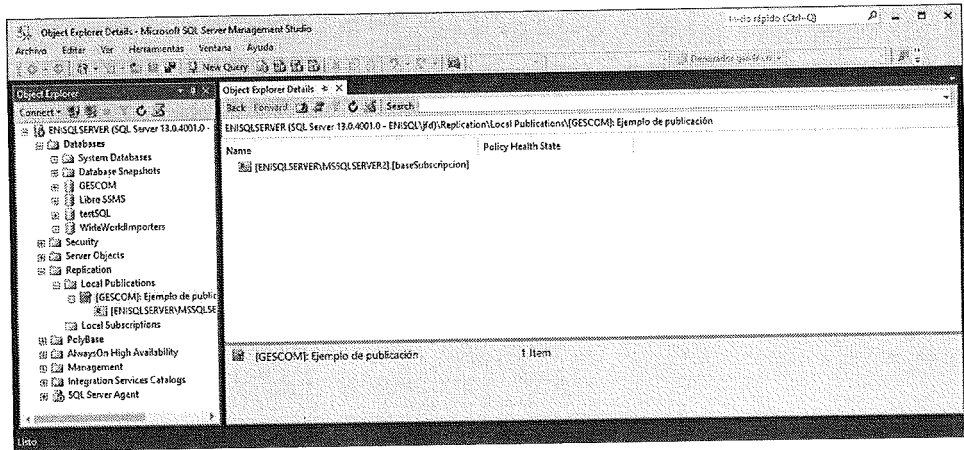 Object Explorer Details - Microsoft SQL Server Management Studio
Inicio rápido (Ctrl+Q)
Archivo Editar Ver Herramientas Ventana Ayuda
New Query
Object Explorer
Connect
ENISQLSERVER (SQL Server 13.0.4001.0 -
Databases
System Databases
Database Snapshots
GESCOM
Libro SSMS
testSQL
WideWorldImporters
Security
Server Objects
Replication
Local Publications
[GESCOM]: Ejemplo de public
[ENISQLSERVER\MSSQLSE
Local Subscriptions
PolyBase
AlwaysOn High Availability
Management
Integration Services Catalogs
SQL Server Agent
Object Explorer Details
Back Forward Search
ENISQLSERVER (SQL Server 13.0.4001.0 - ENISQL\jfd)\Replication\Local Publications\[GESCOM]: Ejemplo de publicación
Name Policy Health State
[ENISQLSERVER\MSSQLSERVER2].[baseSubscripcion]
[GESCOM]: Ejemplo de publicación 1 Item
Listo